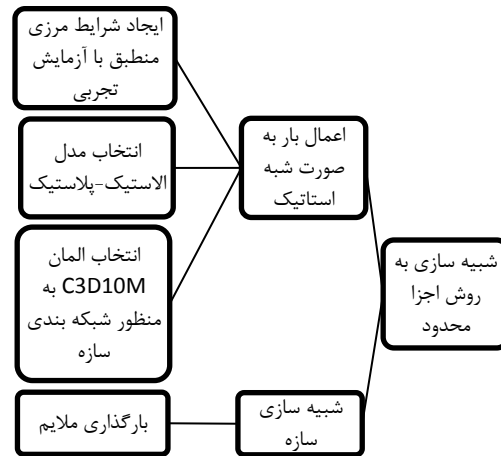 ایجاد شرایط مرزی
منطبق با آزمایش
تجربی
انتخاب مدل
الاستیک-پلاستیک
انتخاب المان
C3D10M به
منظور شبکه بندی
سازه
بارگذاری ملایم
اعمال بار به
صورت شبه
استاتیک
شبیه سازی
سازه
شبیه سازی به
روش اجزا
محدود